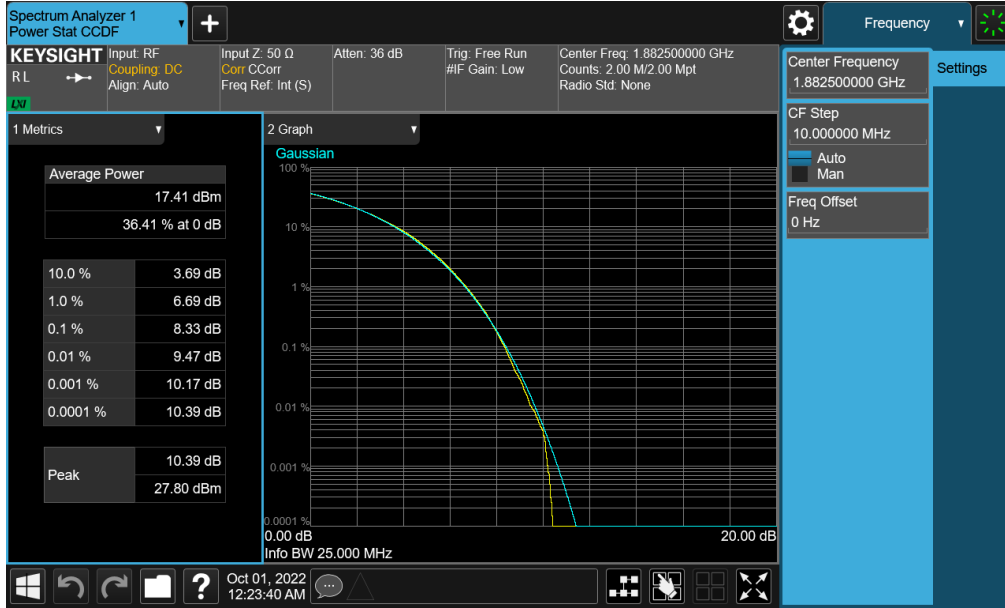 Spectrum Analyzer 1
Power Stat CCDF
Frequency
KEYSIGHT
R L
LXI
Input: RF
Coupling: DC
Align: Auto
Input Z: 50 Ω
Corr CCorr
Freq Ref: Int (S)
Atten: 36 dB
Trig: Free Run
#IF Gain: Low
Center Freq: 1.882500000 GHz
Counts: 2.00 M/2.00 Mpt
Radio Std: None
Center Frequency
1.882500000 GHz
Settings
CF Step
10.000000 MHz
Auto
Man
Freq Offset
0 Hz
1 Metrics
Average Power
17.41 dBm
36.41 % at 0 dB
10.0 % 3.69 dB
1.0 % 6.69 dB
0.1 % 8.33 dB
0.01 % 9.47 dB
0.001 % 10.17 dB
0.0001 % 10.39 dB
Peak
10.39 dB
27.80 dBm
2 Graph
Gaussian
100 %
10 %
1 %
0.1 %
0.01 %
0.001 %
0.0001 %
0.00 dB 20.00 dB
Info BW 25.000 MHz
?
Oct 01, 2022
12:23:40 AM